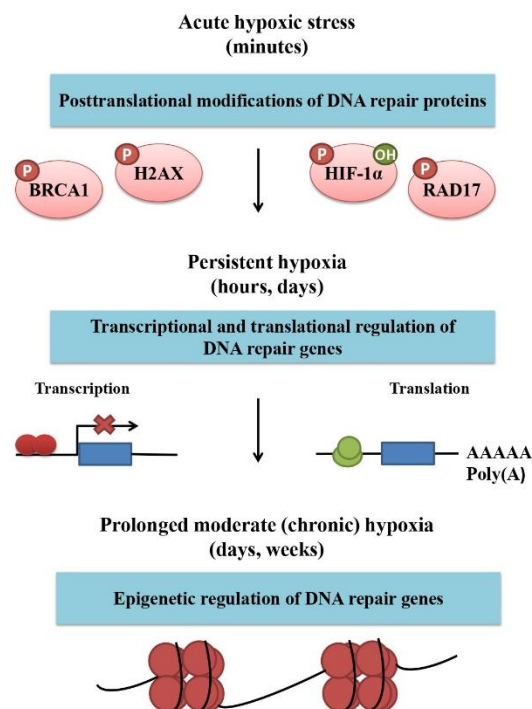 Acute hypoxic stress
(minutes)
Posttranslational modifications of DNA repair proteins
P
BRCA1
P
H2AX
P
OH
HIF-1α
P
RAD17
Persistent hypoxia
(hours, days)
Transcriptional and translational regulation of
DNA repair genes
Transcription
Translation
AAAAA
Poly(A)
Prolonged moderate (chronic) hypoxia
(days, weeks)
Epigenetic regulation of DNA repair genes